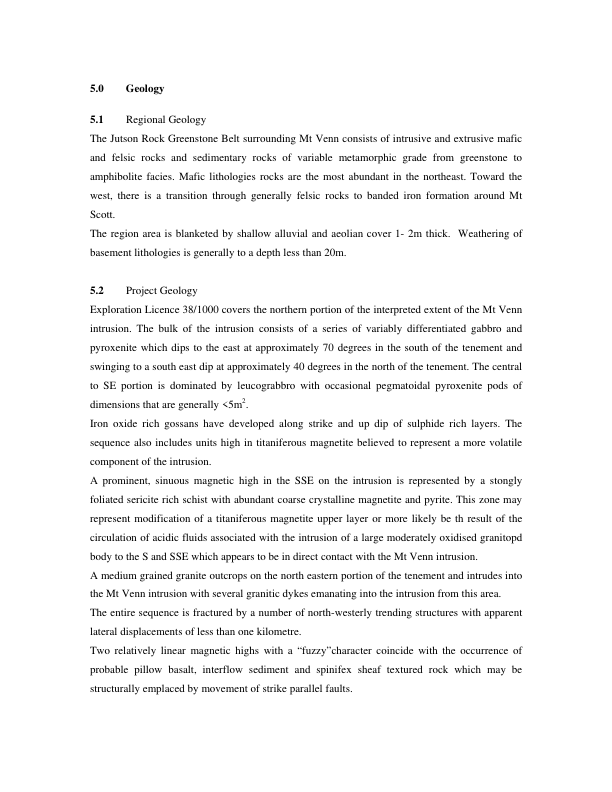 5.0 Geology
5.1 Regional Geology
The Jutson Rock Greenstone Belt surrounding Mt Venn consists of intrusive and extrusive mafic
and felsic rocks and sedimentary rocks of variable metamorphic grade from greenstone to
amphibolite facies. Mafic lithologies rocks are the most abundant in the northeast. Toward the
west, there is a transition through generally felsic rocks to banded iron formation around Mt
Scott.
The region area is blanketed by shallow alluvial and aeolian cover 1- 2m thick. Weathering of
basement lithologies is generally to a depth less than 20m.
5.2 Project Geology
Exploration Licence 38/1000 covers the northern portion of the interpreted extent of the Mt Venn
intrusion. The bulk of the intrusion consists of a series of variably differentiated gabbro and
pyroxenite which dips to the east at approximately 70 degrees in the south of the tenement and
swinging to a south east dip at approximately 40 degrees in the north of the tenement. The central
to SE portion is dominated by leucograbbro with occasional pegmatoidal pyroxenite pods of
dimensions that are generally <5m².
Iron oxide rich gossans have developed along strike and up dip of sulphide rich layers. The
sequence also includes units high in titaniferous magnetite believed to represent a more volatile
component of the intrusion.
A prominent, sinuous magnetic high in the SSE on the intrusion is represented by a stongly
foliated sericite rich schist with abundant coarse crystalline magnetite and pyrite. This zone may
represent modification of a titaniferous magnetite upper layer or more likely be th result of the
circulation of acidic fluids associated with the intrusion of a large moderately oxidised granitopd
body to the S and SSE which appears to be in direct contact with the Mt Venn intrusion.
A medium grained granite outcrops on the north eastern portion of the tenement and intrudes into
the Mt Venn intrusion with several granitic dykes emanating into the intrusion from this area.
The entire sequence is fractured by a number of north-westerly trending structures with apparent
lateral displacements of less than one kilometre.
Two relatively linear magnetic highs with a “fuzzy”character coincide with the occurrence of
probable pillow basalt, interflow sediment and spinifex sheaf textured rock which may be
structurally emplaced by movement of strike parallel faults.